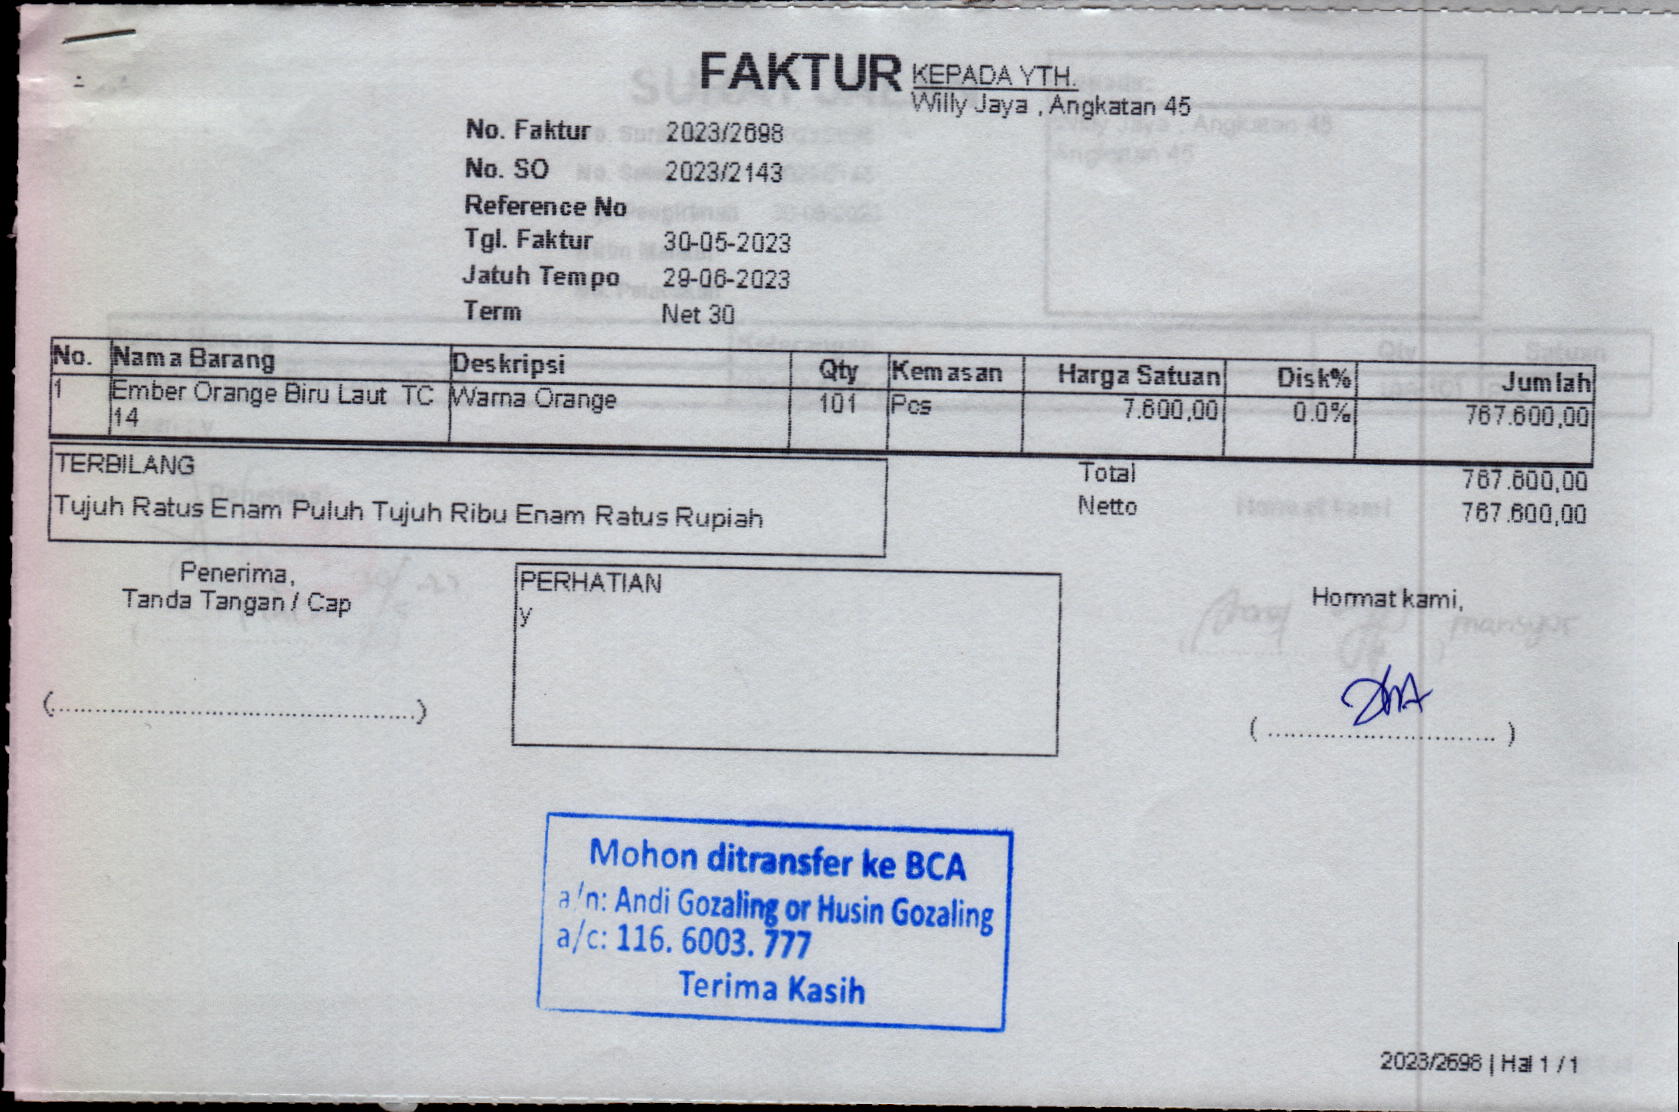 FAKTUR
KEPADA YTH.
Willy Jaya , Angkatan 45
No. Faktur 2023/2698
No. SO 2023/2143
Reference No
Tgl. Faktur 30-05-2023
Jatuh Tempo 29-06-2023
Term Net 30
No. Nama Barang Deskripsi Qty Kemasan Harga Satuan Disk% Jumlah
1 Ember Orange Biru Laut TC Warna Orange 101 Pcs 7.600,00 0.0% 767.600,00
14
TERBILANG
Tujuh Ratus Enam Puluh Tujuh Ribu Enam Ratus Rupiah
Total 767.600,00
Netto 767.600,00
Penerima,
Tanda Tangan / Cap
(..............................................)
PERHATIAN
y
Hormat kami,
( ............................ )
Mohon ditransfer ke BCA
a/n: Andi Gozaling or Husin Gozaling
a/c: 116. 6003. 777
Terima Kasih
2023/2698 | Hal 1 / 1